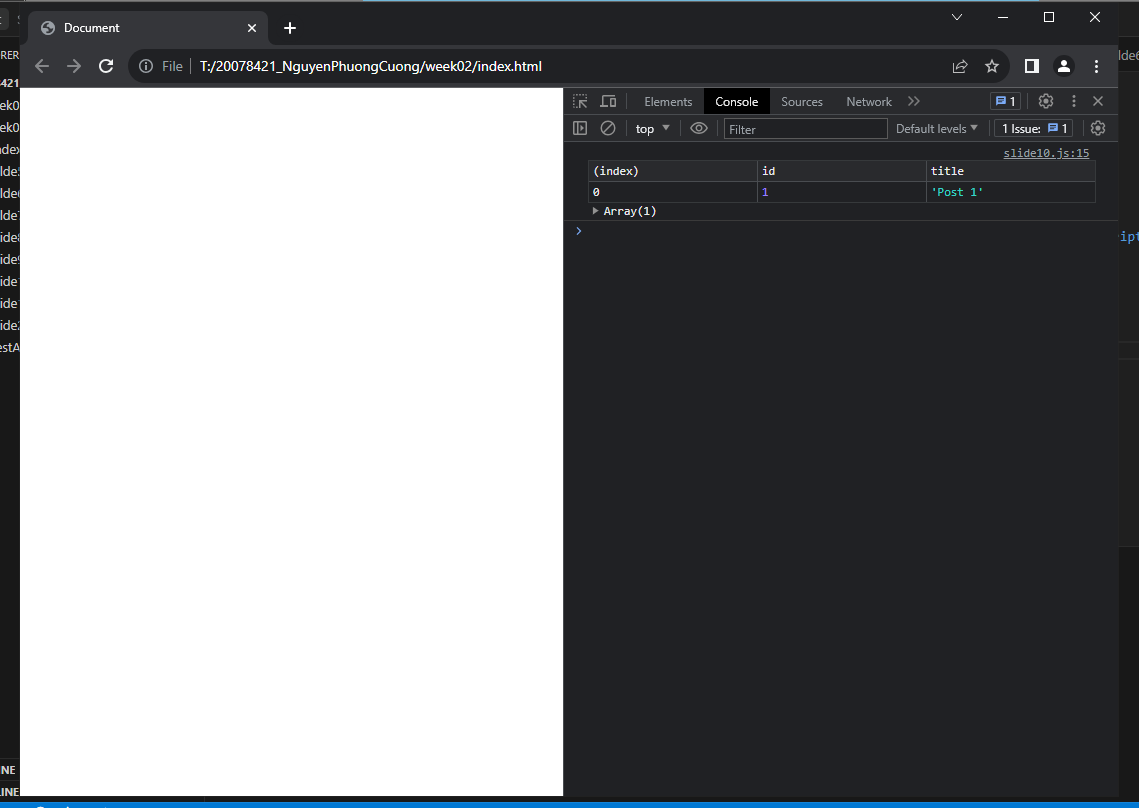 Document
File T:/20078421_NguyenPhuongCuong/week02/index.html
Elements Console Sources Network 1
top Filter Default levels 1 Issue: 1
slide10.js:15
(index) id title
0 1 'Post 1'
Array(1)